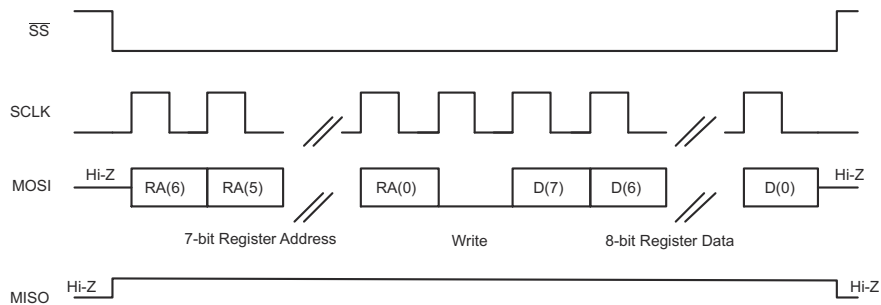 SS
SCLK
Hi-Z Hi-Z
MOSI RA(6) RA(5) RA(0) D(7) D(6) D(0)
7-bit Register Address Write 8-bit Register Data
Hi-Z Hi-Z
MISO